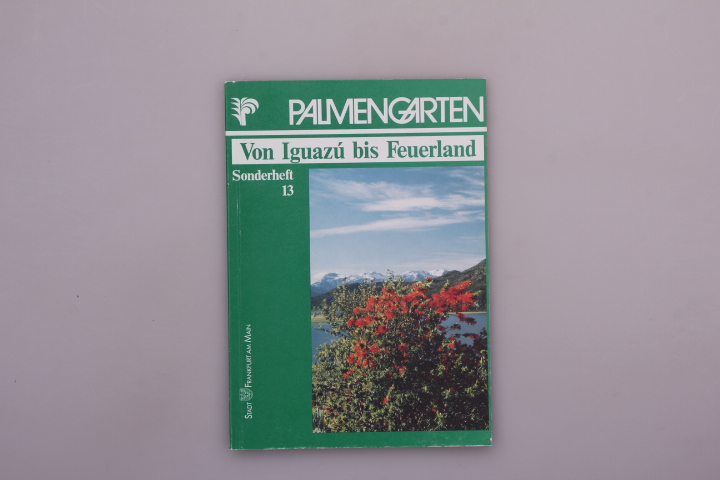 PALMENGARTEN
Von Iguazú bis Feuerland
Sonderheft
13
STADT FRANKFURT AM MAIN